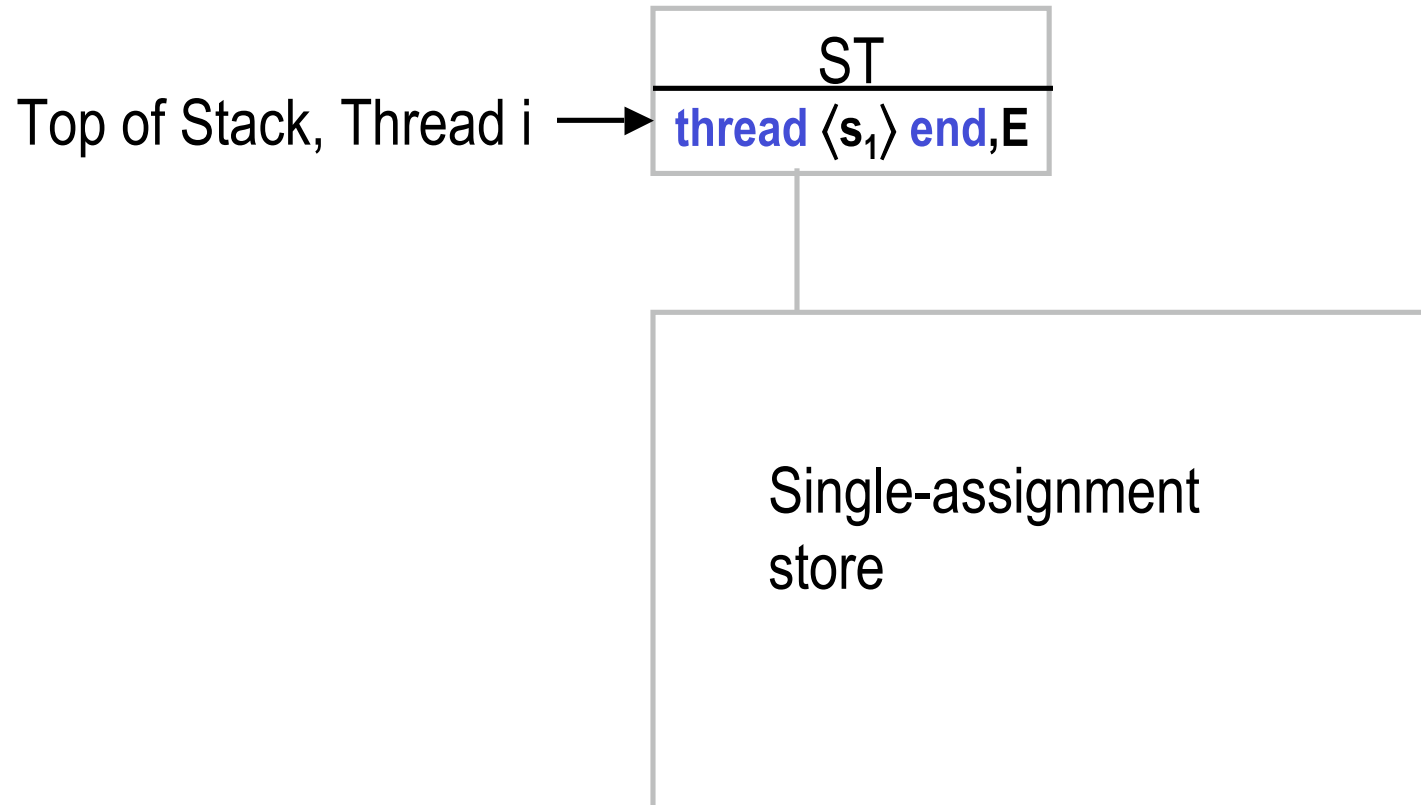 ST
Top of Stack, Thread i
thread ⟨s₁⟩ end,E
Single-assignment
store